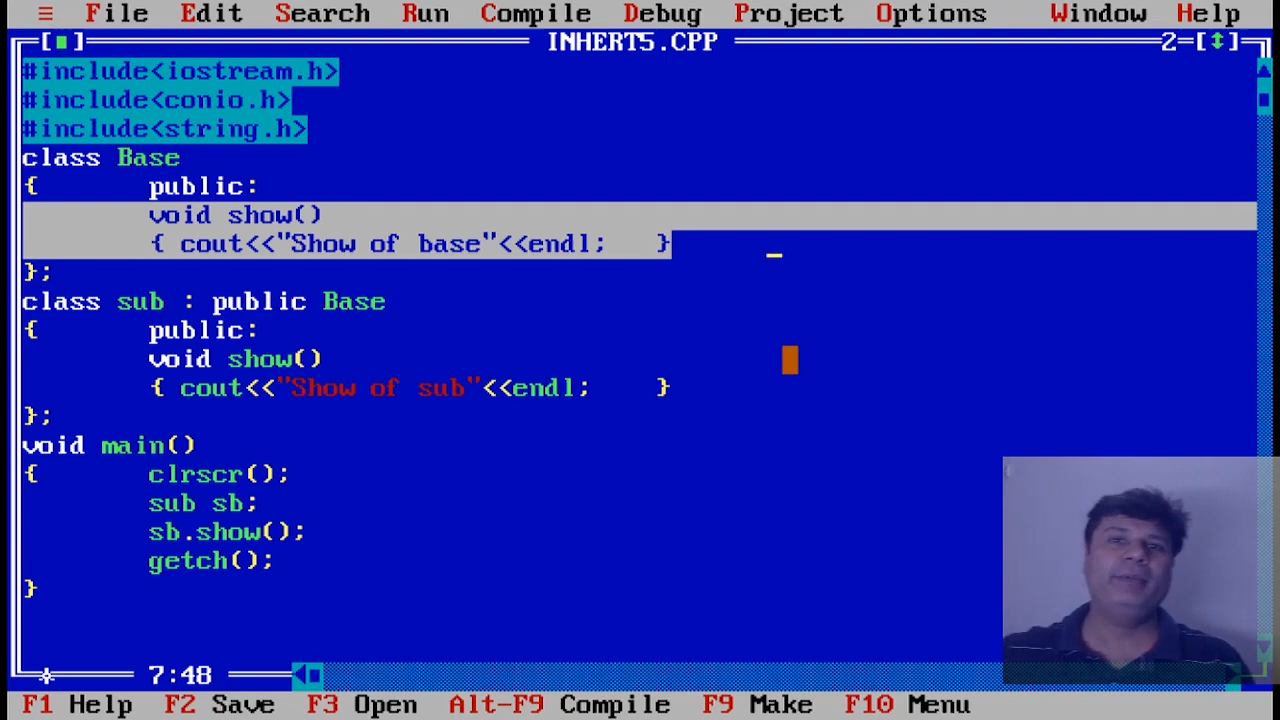 ≡ File Edit Search Run Compile Debug Project Options Window Help
[■] INHERT5.CPP 2=[↕]
#include<iostream.h>
#include<conio.h>
#include<string.h>
class Base
{ public:
void show()
{ cout<<"Show of base"<<endl; }
};
class sub : public Base
{ public:
void show()
{ cout<<"Show of sub"<<endl; }
};
void main()
{ clrscr();
sub sb;
sb.show();
getch();
}
7:48
F1 Help F2 Save F3 Open Alt-F9 Compile F9 Make F10 Menu